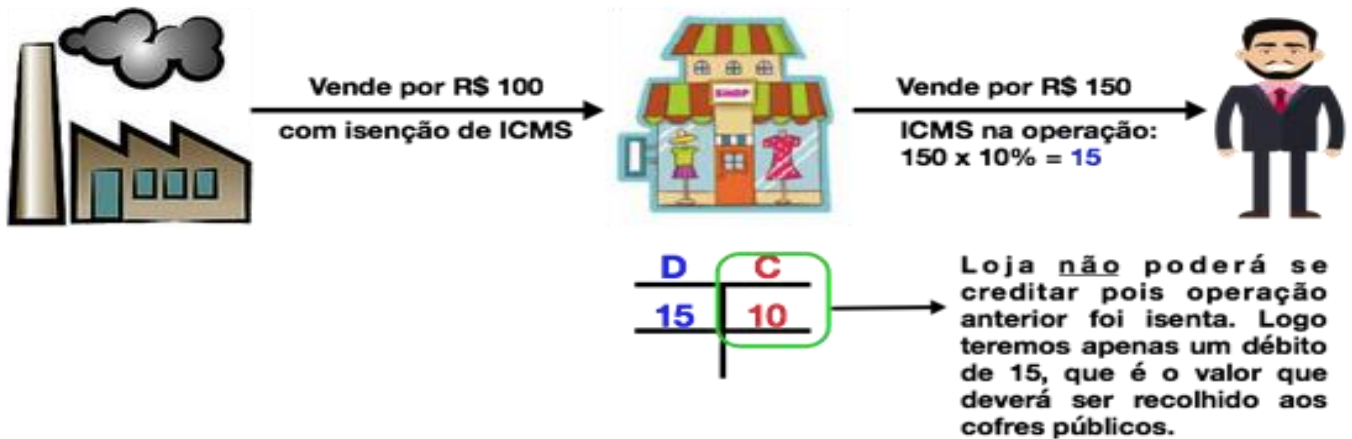 Vende por R$ 100
com isenção de ICMS
SHOP
Vende por R$ 150
ICMS na operação:
150 x 10% = 15
D C
15 10
Loja não poderá se
creditar pois operação
anterior foi isenta. Logo
teremos apenas um débito
de 15, que é o valor que
deverá ser recolhido aos
cofres públicos.